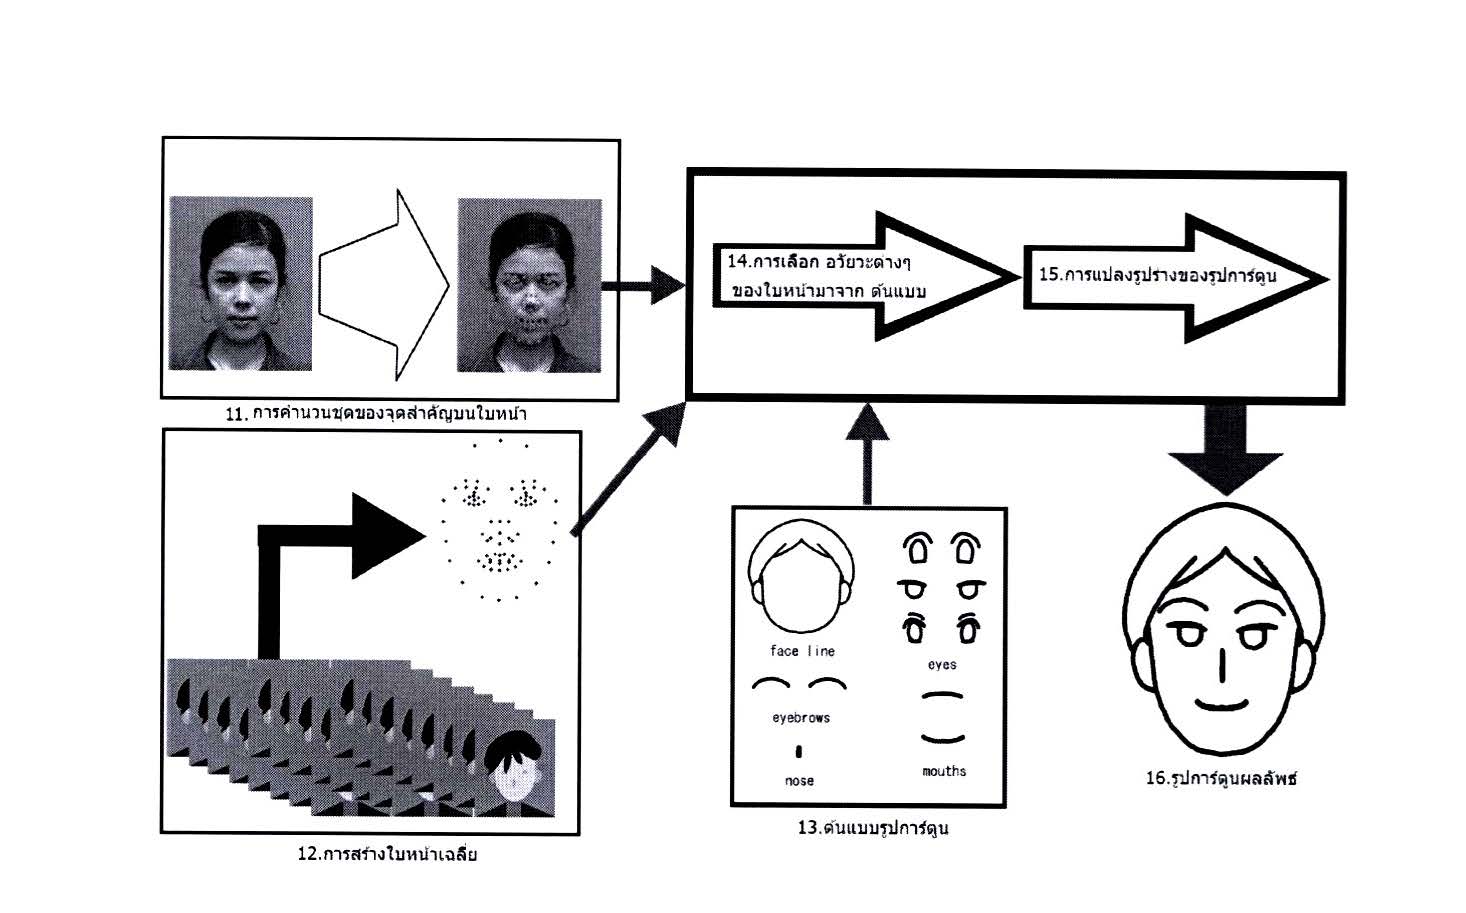 14.การเลือก อวัยวะต่างๆ
ของใบหน้ามาจาก ต้นแบบ
15.การแปลงรูปร่างของรูปการ์ตูน
11. การคำนวนชุดของจุดสำคัญบนใบหน้า
face line
eyes
eyebrows
nose
mouths
16.รูปการ์ตูนผลลัพธ์
13.ต้นแบบรูปการ์ตูน
12.การสร้างใบหน้าเฉลี่ย